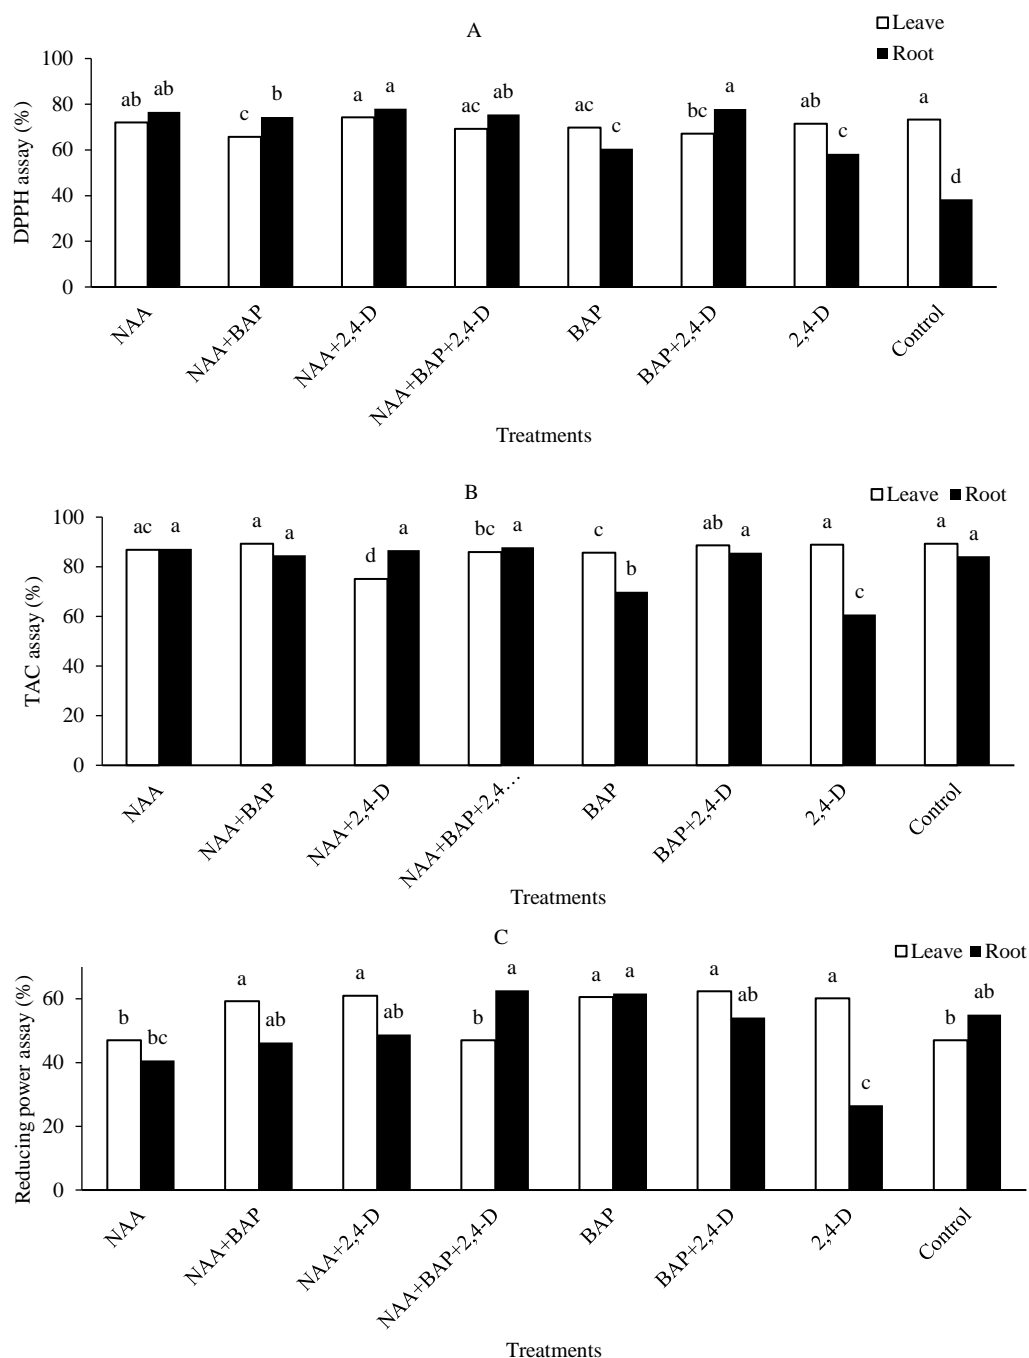 A
Leave
Root
DPPH assay (%)
100
80
60
40
20
0
ab ab c b a a ac ab ac c bc a ab c a d
NAA
NAA+BAP
NAA+2,4-D
NAA+BAP+2,4-D
BAP
BAP+2,4-D
2,4-D
Control
Treatments
B
Leave Root
TAC assay (%)
100
80
60
40
20
0
ac a a a d a bc a c b ab a a c a a
NAA
NAA+BAP
NAA+2,4-D
NAA+BAP+2,4…
BAP
BAP+2,4-D
2,4-D
Control
Treatments
C
Leave Root
Reducing power assay (%)
60
40
20
0
b bc a ab a ab b a a a a ab a c b ab
NAA
NAA+BAP
NAA+2,4-D
NAA+BAP+2,4-D
BAP
BAP+2,4-D
2,4-D
Control
Treatments